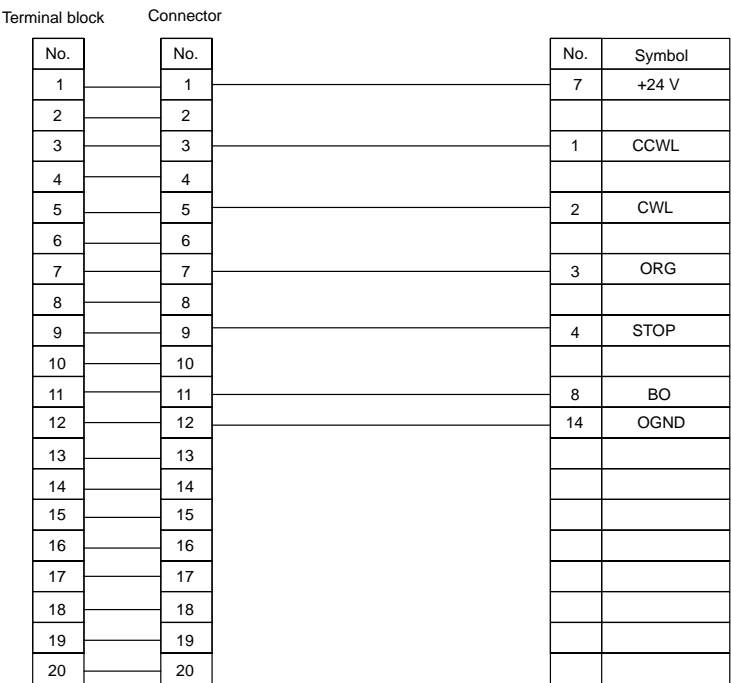 Terminal block Connector
No. No. No. Symbol
1 1 7 +24 V
2 2
3 3 1 CCWL
4 4
5 5 2 CWL
6 6
7 7 3 ORG
8 8
9 9 4 STOP
10 10
11 11 8 BO
12 12 14 OGND
13 13
14 14
15 15
16 16
17 17
18 18
19 19
20 20